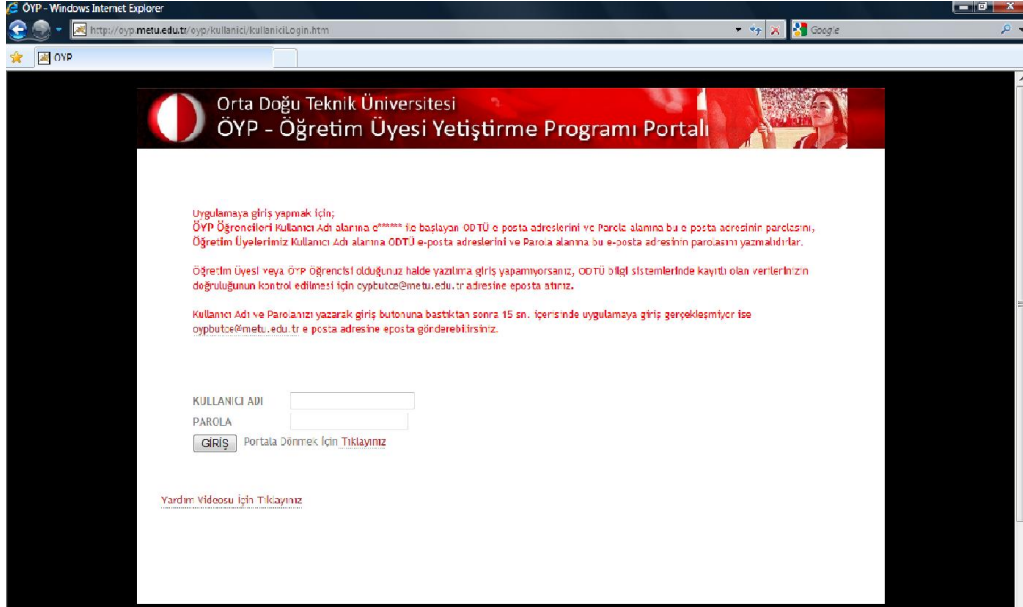 ÖYP - Windows Internet Explorer
http://oyp.metu.edu.tr/oyp/kullanici/kullaniciLogin.htm
Google
ÖYP
Orta Doğu Teknik Üniversitesi
ÖYP - Öğretim Üyesi Yetiştirme Programı Portalı
Uygulamaya giriş yapmak için;
ÖYP Öğrencileri Kullanıcı Adı alanına e****** ile başlayan ODTÜ e-posta adreslerini ve Parola alanına bu e-posta adresinin parolasını,
Öğretim Üyelerimiz Kullanıcı Adı alanına ODTÜ e-posta adreslerini ve Parola alanına bu e-posta adresinin parolasını yazmalıdırlar.
Öğretim Üyesi veya ÖYP Öğrencisi olduğunuz halde yazılıma giriş yapamıyorsanız, ODTÜ bilgi sistemlerinde kayıtlı olan verilerinizin
doğruluğunun kontrol edilmesi için oypbutce@metu.edu.tr adresine eposta atınız.
Kullanıcı Adı ve Parolanızı yazarak giriş butonuna bastıktan sonra 15 sn. içerisinde uygulamaya giriş gerçekleşmiyor ise
oypbutce@metu.edu.tr e-posta adresine eposta gönderebilirsiniz.
KULLANICI ADI
PAROLA
GİRİŞ Portala Dönmek İçin Tıklayınız
Yardım Videosu İçin Tıklayınız